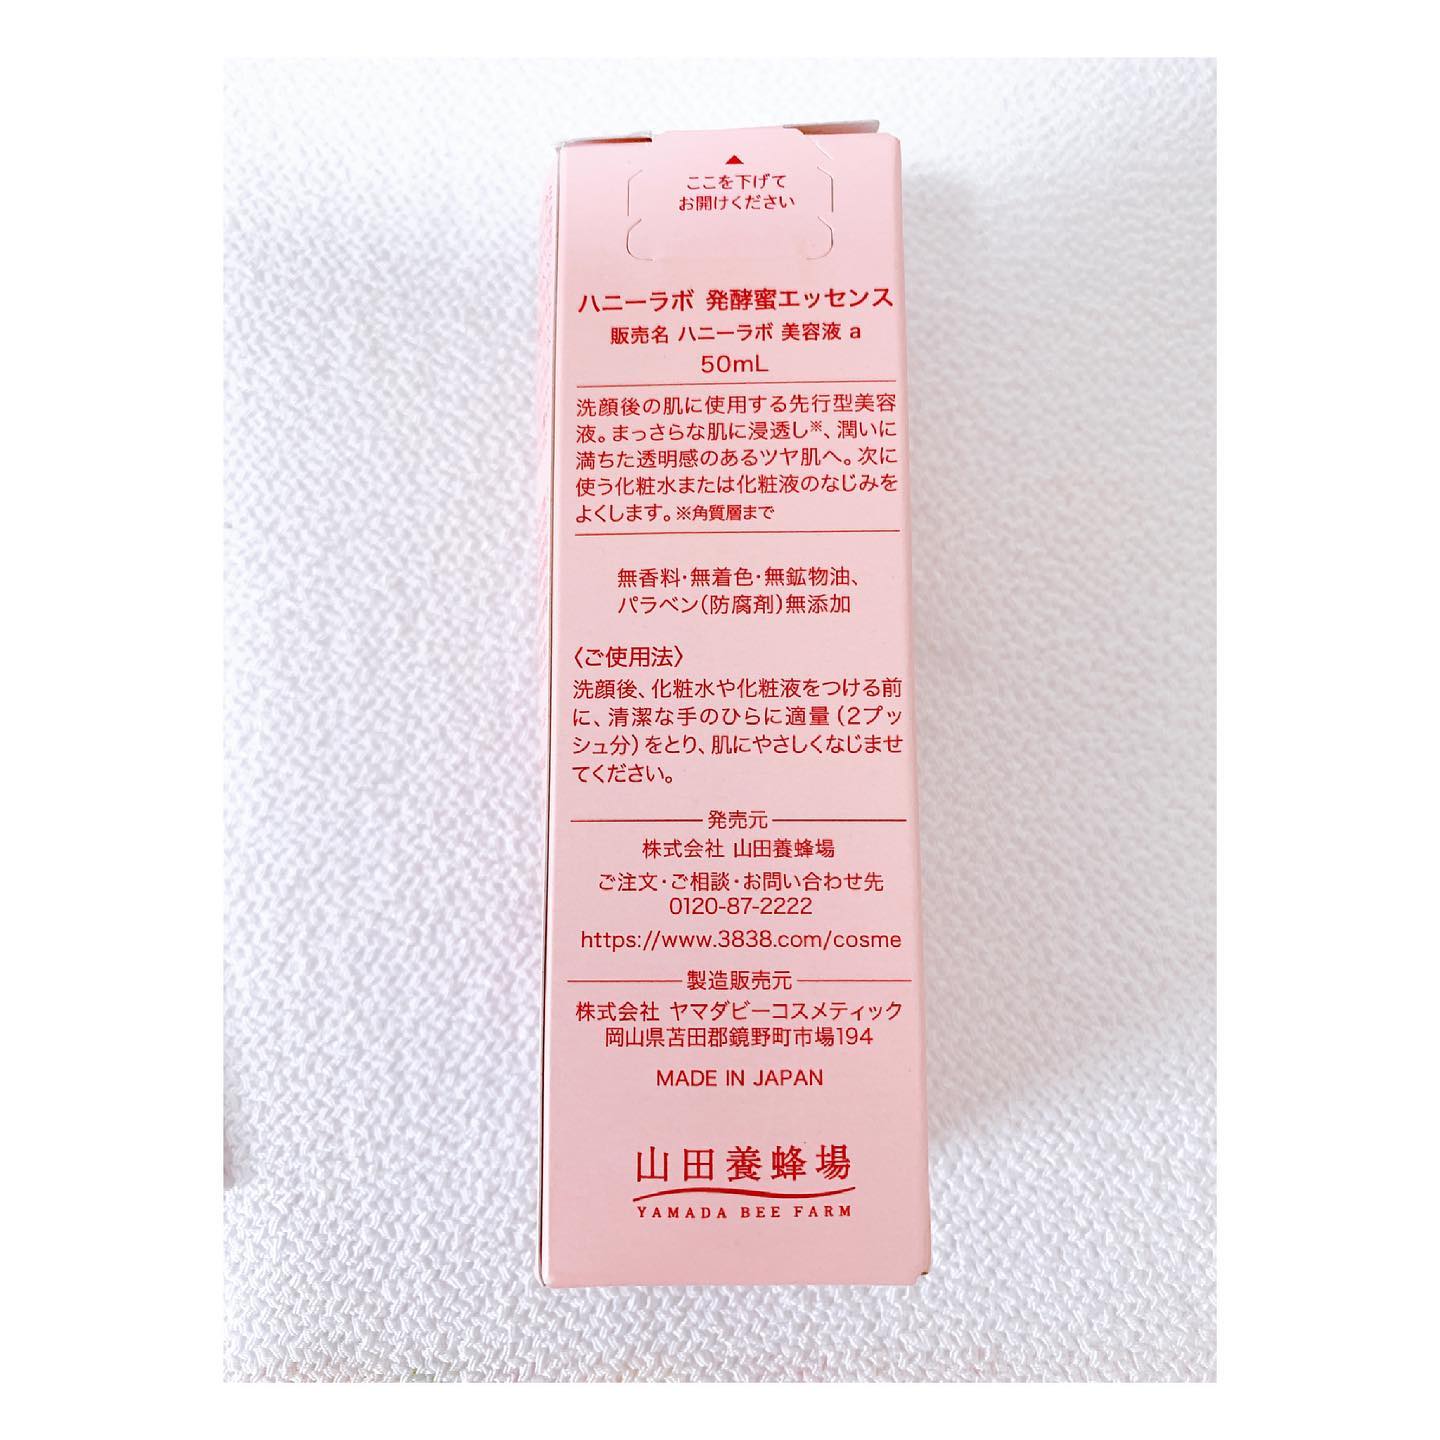 ここを下げて
お開けください
ハニーラボ 発酵蜜エッセンス
販売名 ハニーラボ 美容液 a
50mL
洗顔後の肌に使用する先行型美容
液。まっさらな肌に浸透し※、潤いに
満ちた透明感のあるツヤ肌へ。次に
使う化粧水または化粧液のなじみを
よくします。※角質層まで
無香料・無着色・無鉱物油、
パラベン(防腐剤)無添加
〈ご使用法〉
洗顔後、化粧水や化粧液をつける前
に、清潔な手のひらに適量(2プッ
シュ分)をとり、肌にやさしくなじませ
てください。
発売元
株式会社 山田養蜂場
ご注文・ご相談・お問い合わせ先
0120-87-2222
https://www.3838.com/cosme
製造販売元
株式会社 ヤマダビーコスメティック
岡山県苫田郡鏡野町市場194
MADE IN JAPAN
山田養蜂場
YAMADA BEE FARM